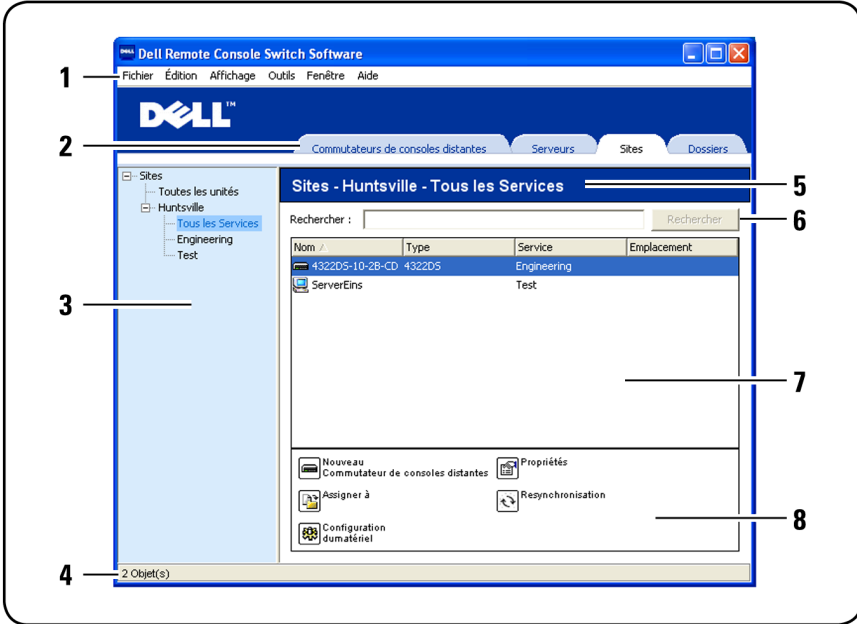 Dell Remote Console Switch Software
1
Fichier Édition Affichage Outils Fenêtre Aide
DELL™
2
Commutateurs de consoles distantes Serveurs Sites Dossiers
Sites
Toutes les unités
Huntsville
Tous les Services
Engineering
Test
3
Sites - Huntsville - Tous les Services
5
Rechercher :
Rechercher
6
Nom Type Service Emplacement
4322DS-10-2B-CD 4322DS Engineering
ServerEins Test
7
Nouveau
Commutateur de consoles distantes
Propriétés
Assigner à
Resynchronisation
Configuration
dumatériel
8
4
2 Objet(s)